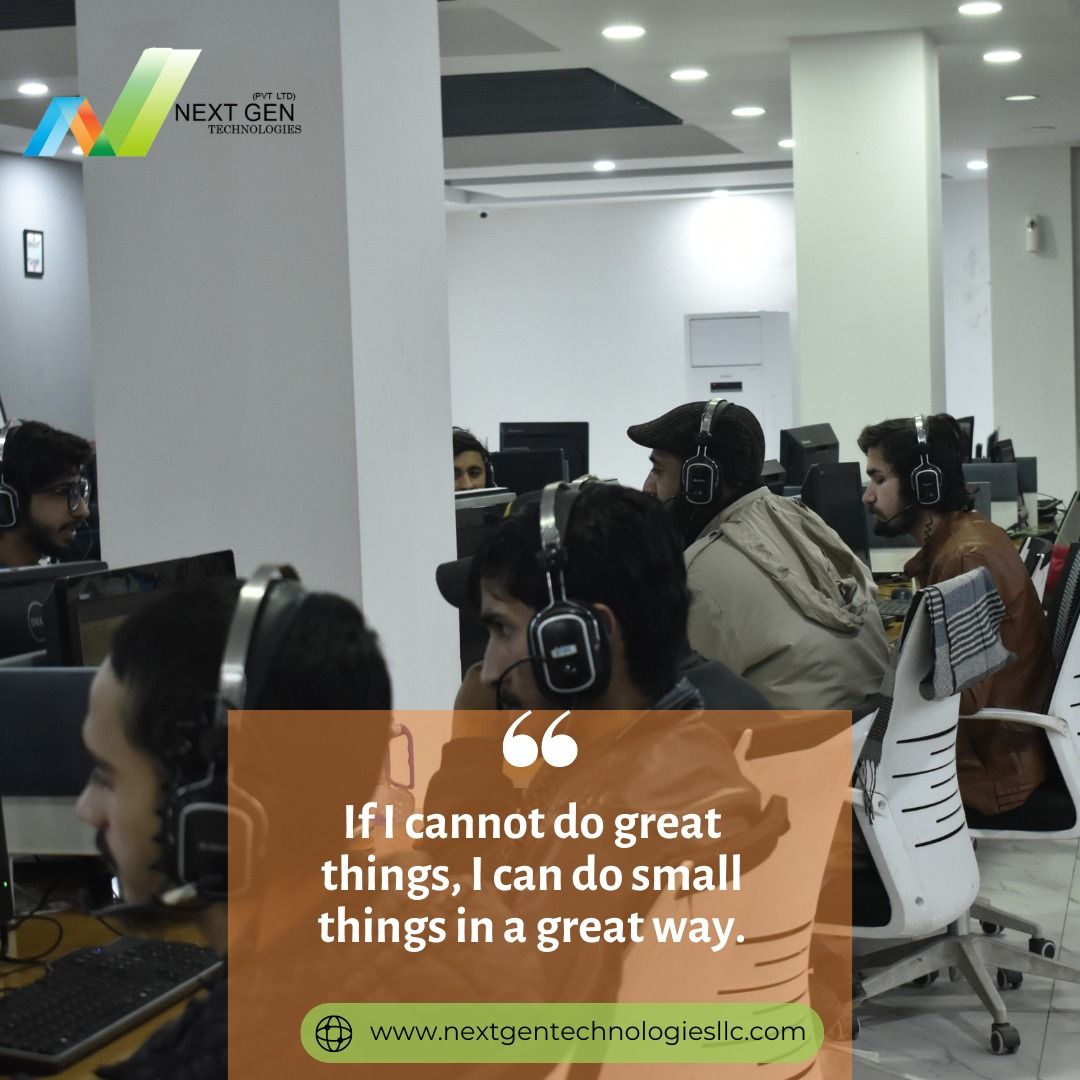 (PVT LTD)
NEXT GEN
TECHNOLOGIES
DELL
If I cannot do great
things, I can do small
things in a great way.
www.nextgentechnologiesllc.com